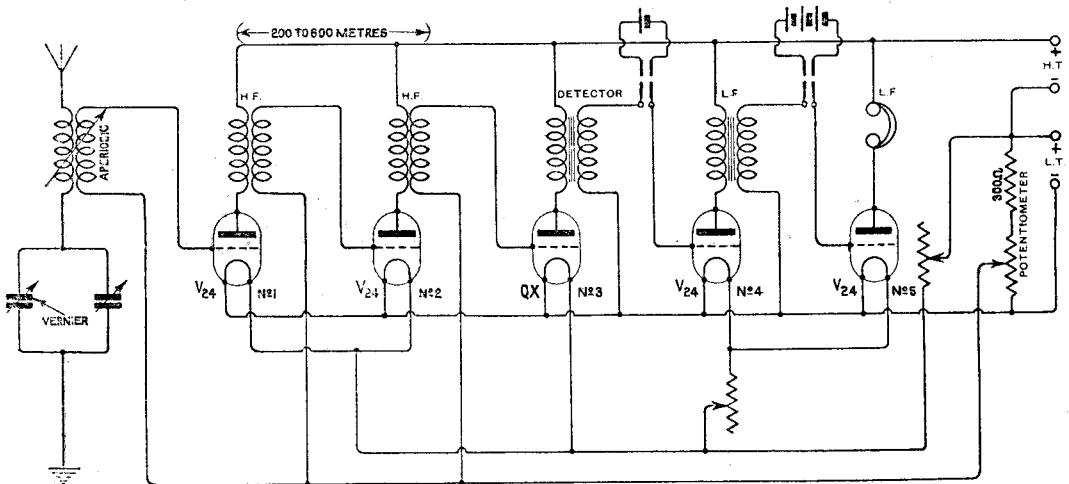 200 TO 600 METRES
H.F.
H.F.
DETECTOR
L.F
L.F
+
H.T
-
+
L.T.
-
APERIODIC
300Ω
POTENTIOMETER
V24
Nº1
V24
Nº2
QX
Nº3
V24
Nº4
V24
Nº5
VERNIER